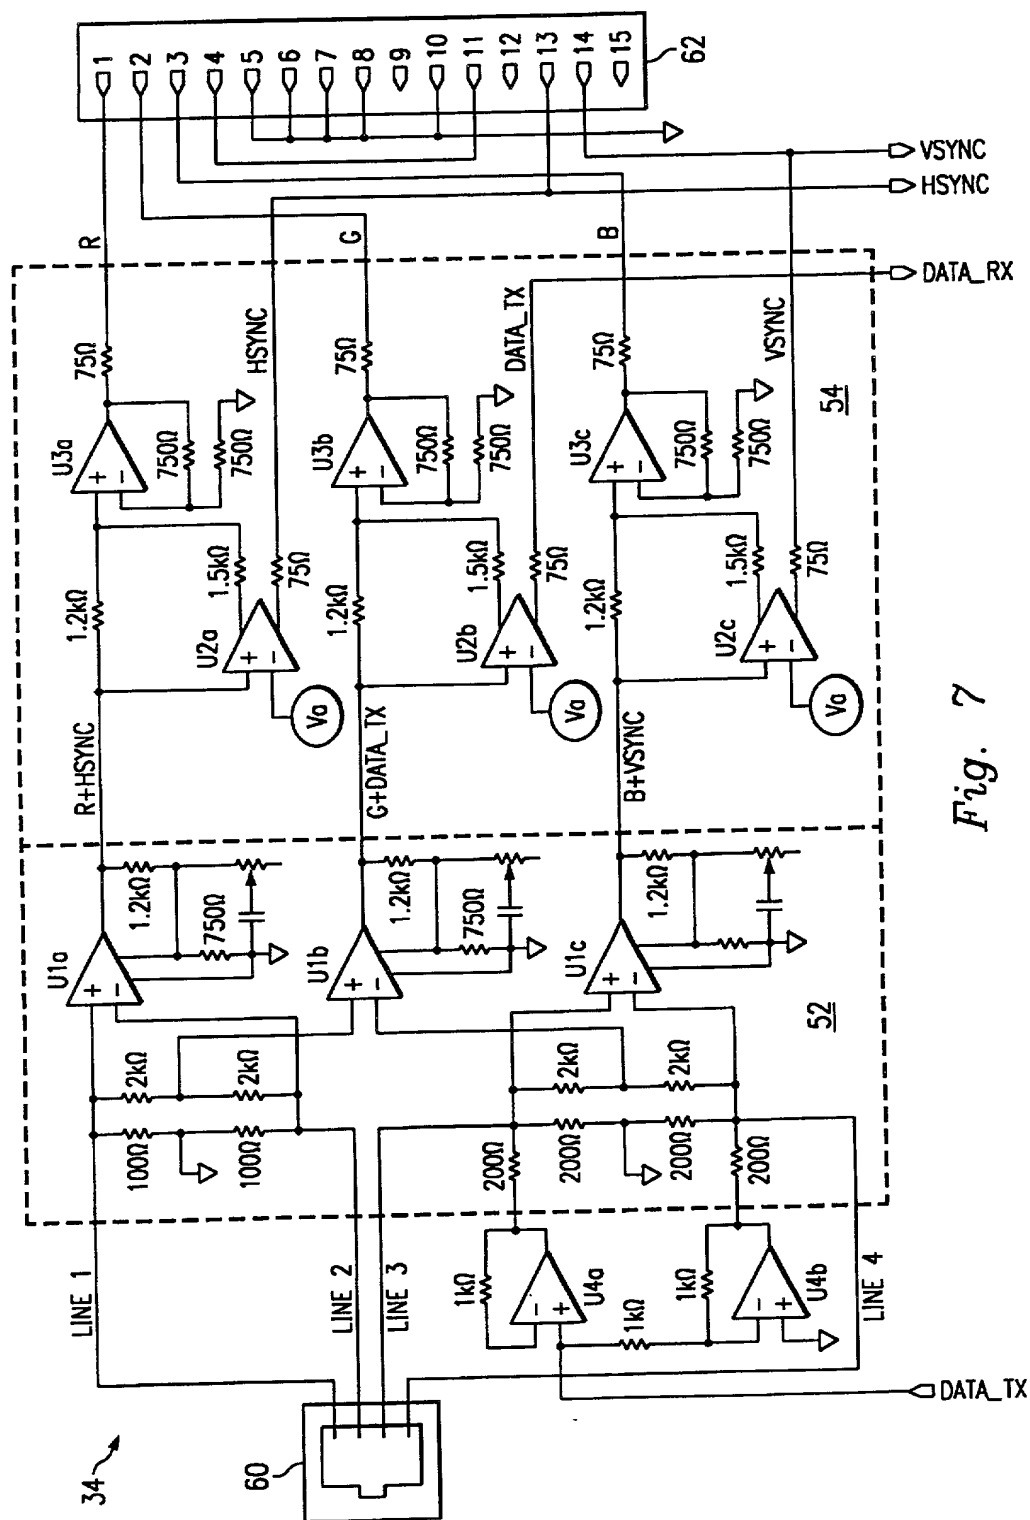 34
60
LINE 1
LINE 2
LINE 3
LINE 4
DATA_TX
1kΩ
U4a
-
+
1kΩ
1kΩ
U4b
-
+
100Ω
100Ω
2kΩ
2kΩ
200Ω
200Ω
200Ω
200Ω
2kΩ
2kΩ
52
U1a
+
-
1.2kΩ
750Ω
U1b
+
-
1.2kΩ
750Ω
U1c
+
-
1.2kΩ
R+HSYNC
G+DATA_TX
B+VSYNC
1.2kΩ
U2a
+
-
Va
1.5kΩ
75Ω
U3a
+
-
750Ω
750Ω
75Ω
R
HSYNC
1.2kΩ
U2b
+
-
Va
1.5kΩ
75Ω
U3b
+
-
750Ω
750Ω
75Ω
G
DATA_TX
1.2kΩ
U2c
+
-
Va
1.5kΩ
75Ω
U3c
+
-
750Ω
750Ω
75Ω
B
VSYNC
54
1
2
3
4
5
6
7
8
9
10
11
12
13
14
15
62
VSYNC
HSYNC
DATA_RX
Fig. 7